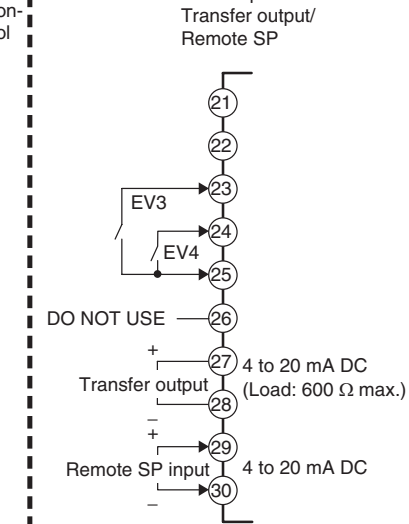 on-
ol
Transfer output/
Remote SP
21
22
23
EV3
24
EV4
25
DO NOT USE
26
+
27
4 to 20 mA DC
Transfer output
(Load: 600 Ω max.)
28
–
+
29
Remote SP input
4 to 20 mA DC
30
–